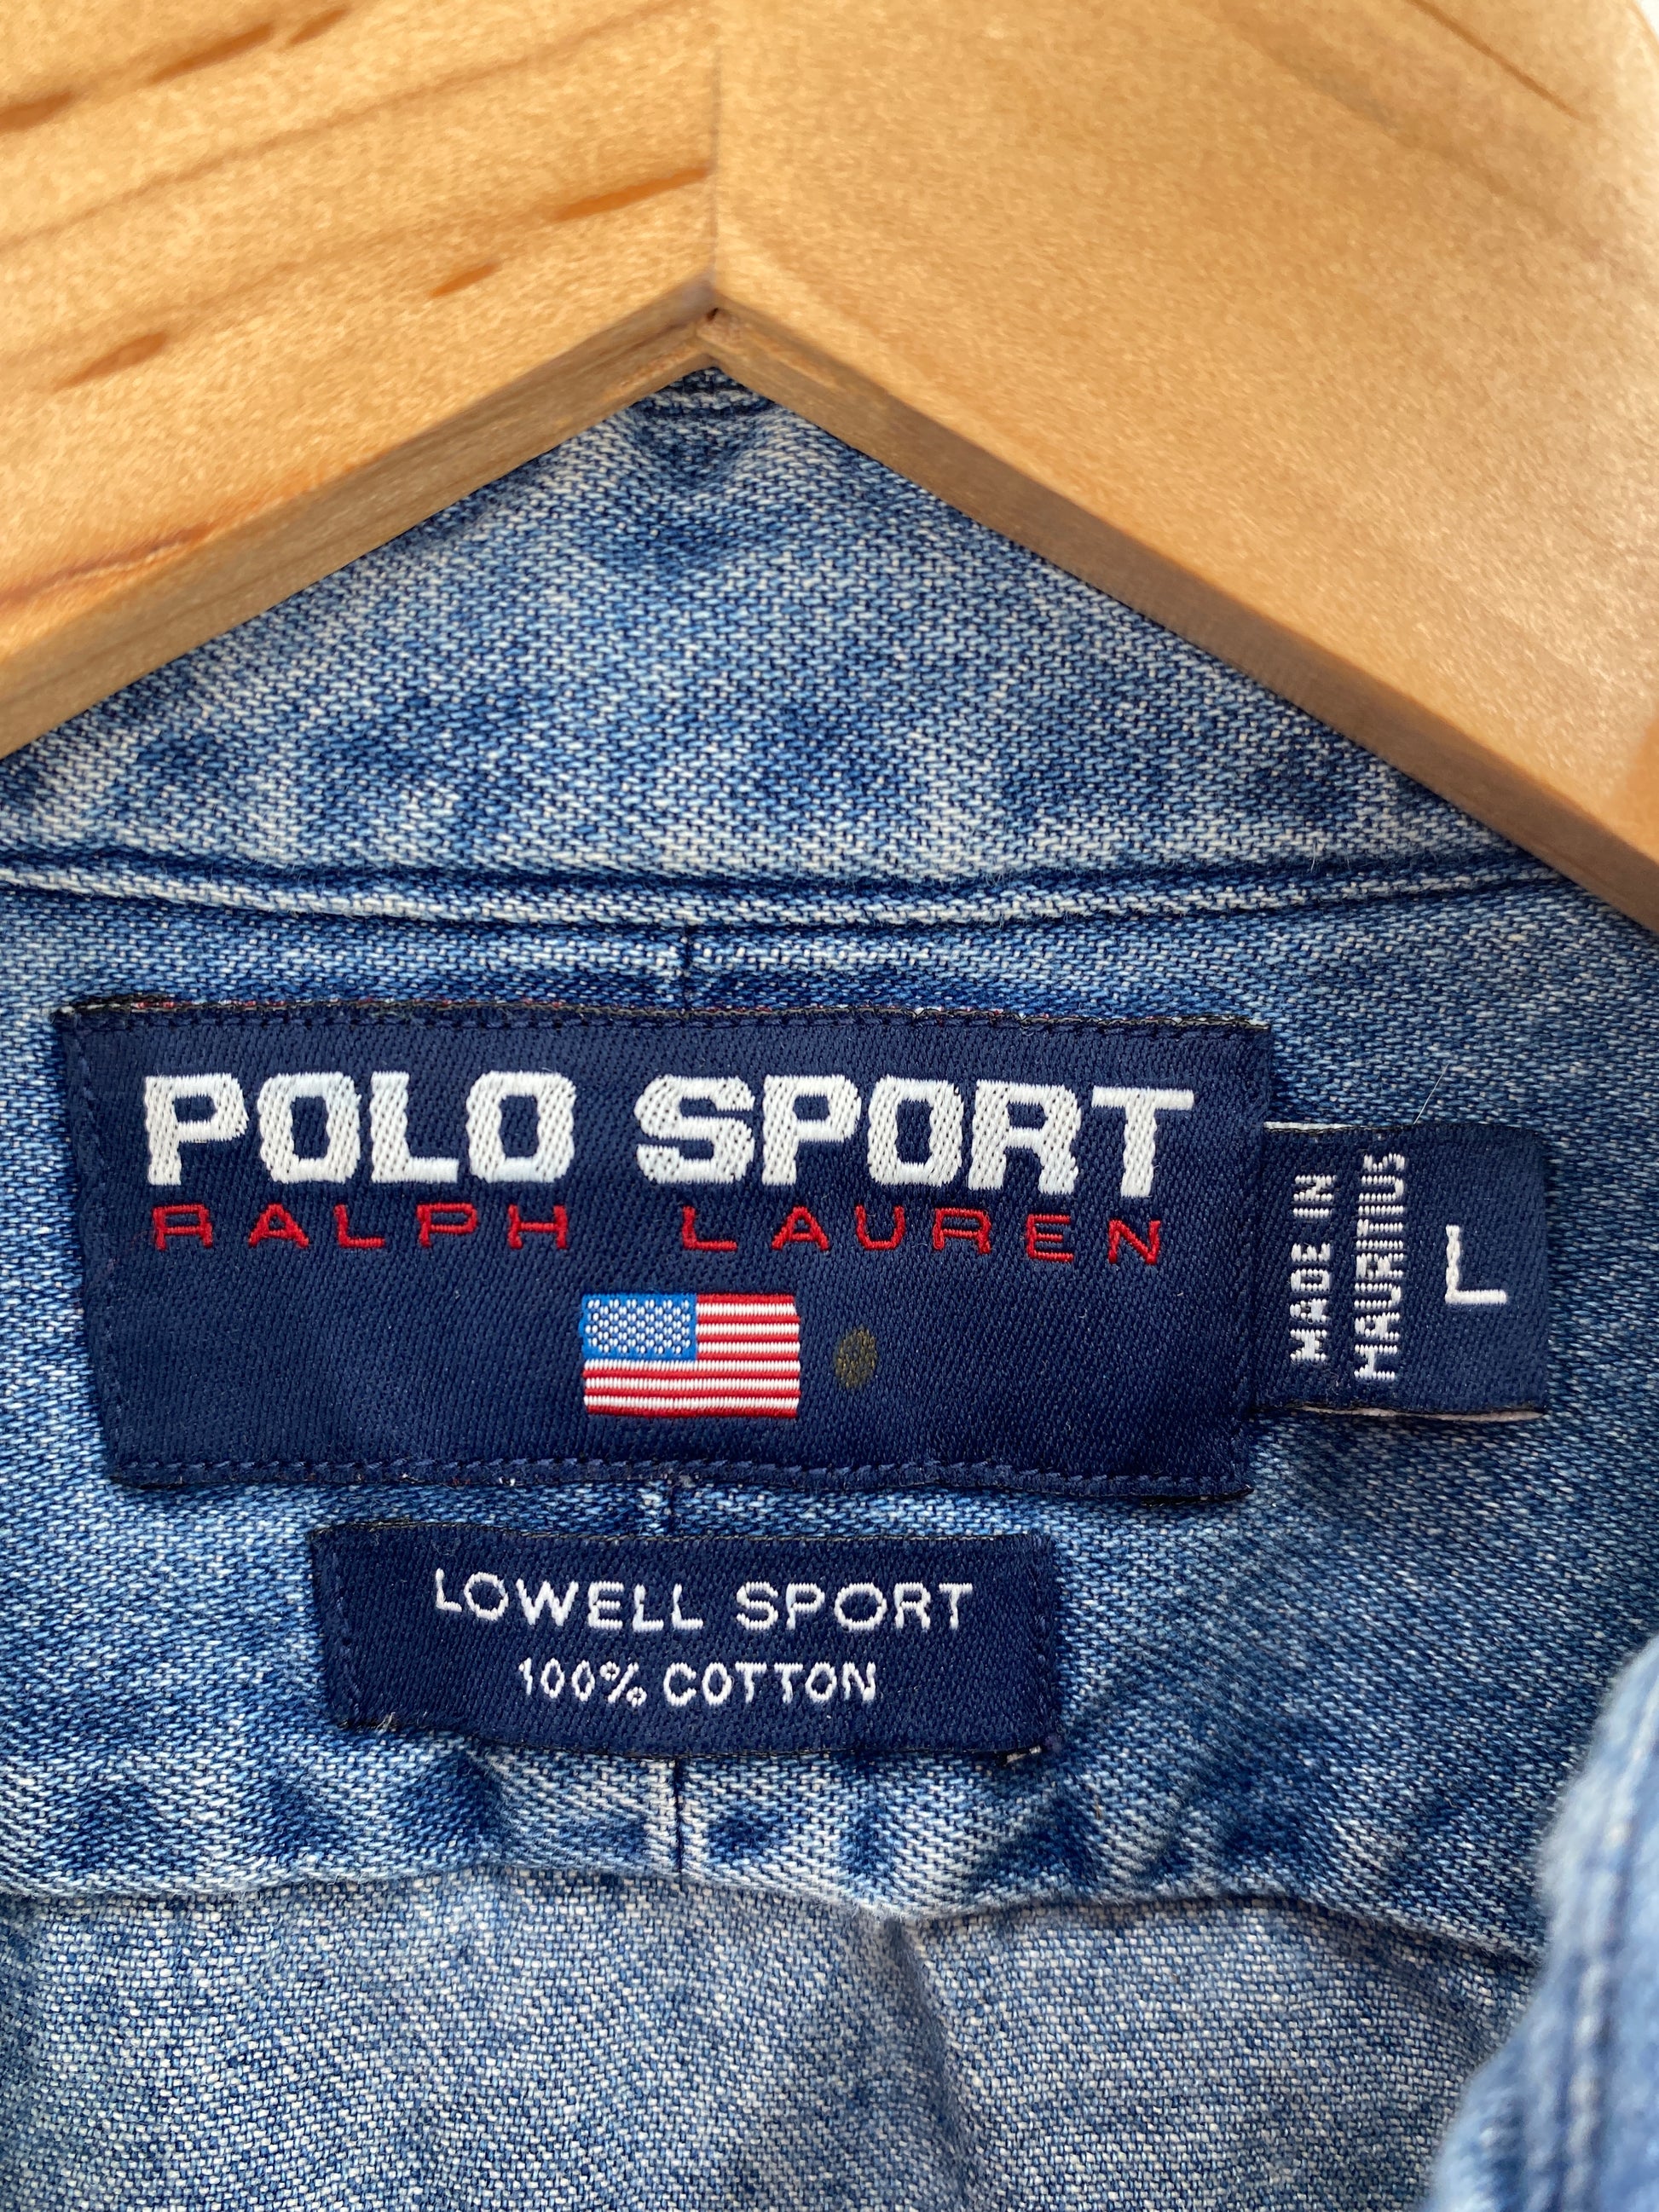 POLO SPORT
RALPH LAUREN
MADE IN
MAURITIUS
L
LOWELL SPORT
100% COTTON